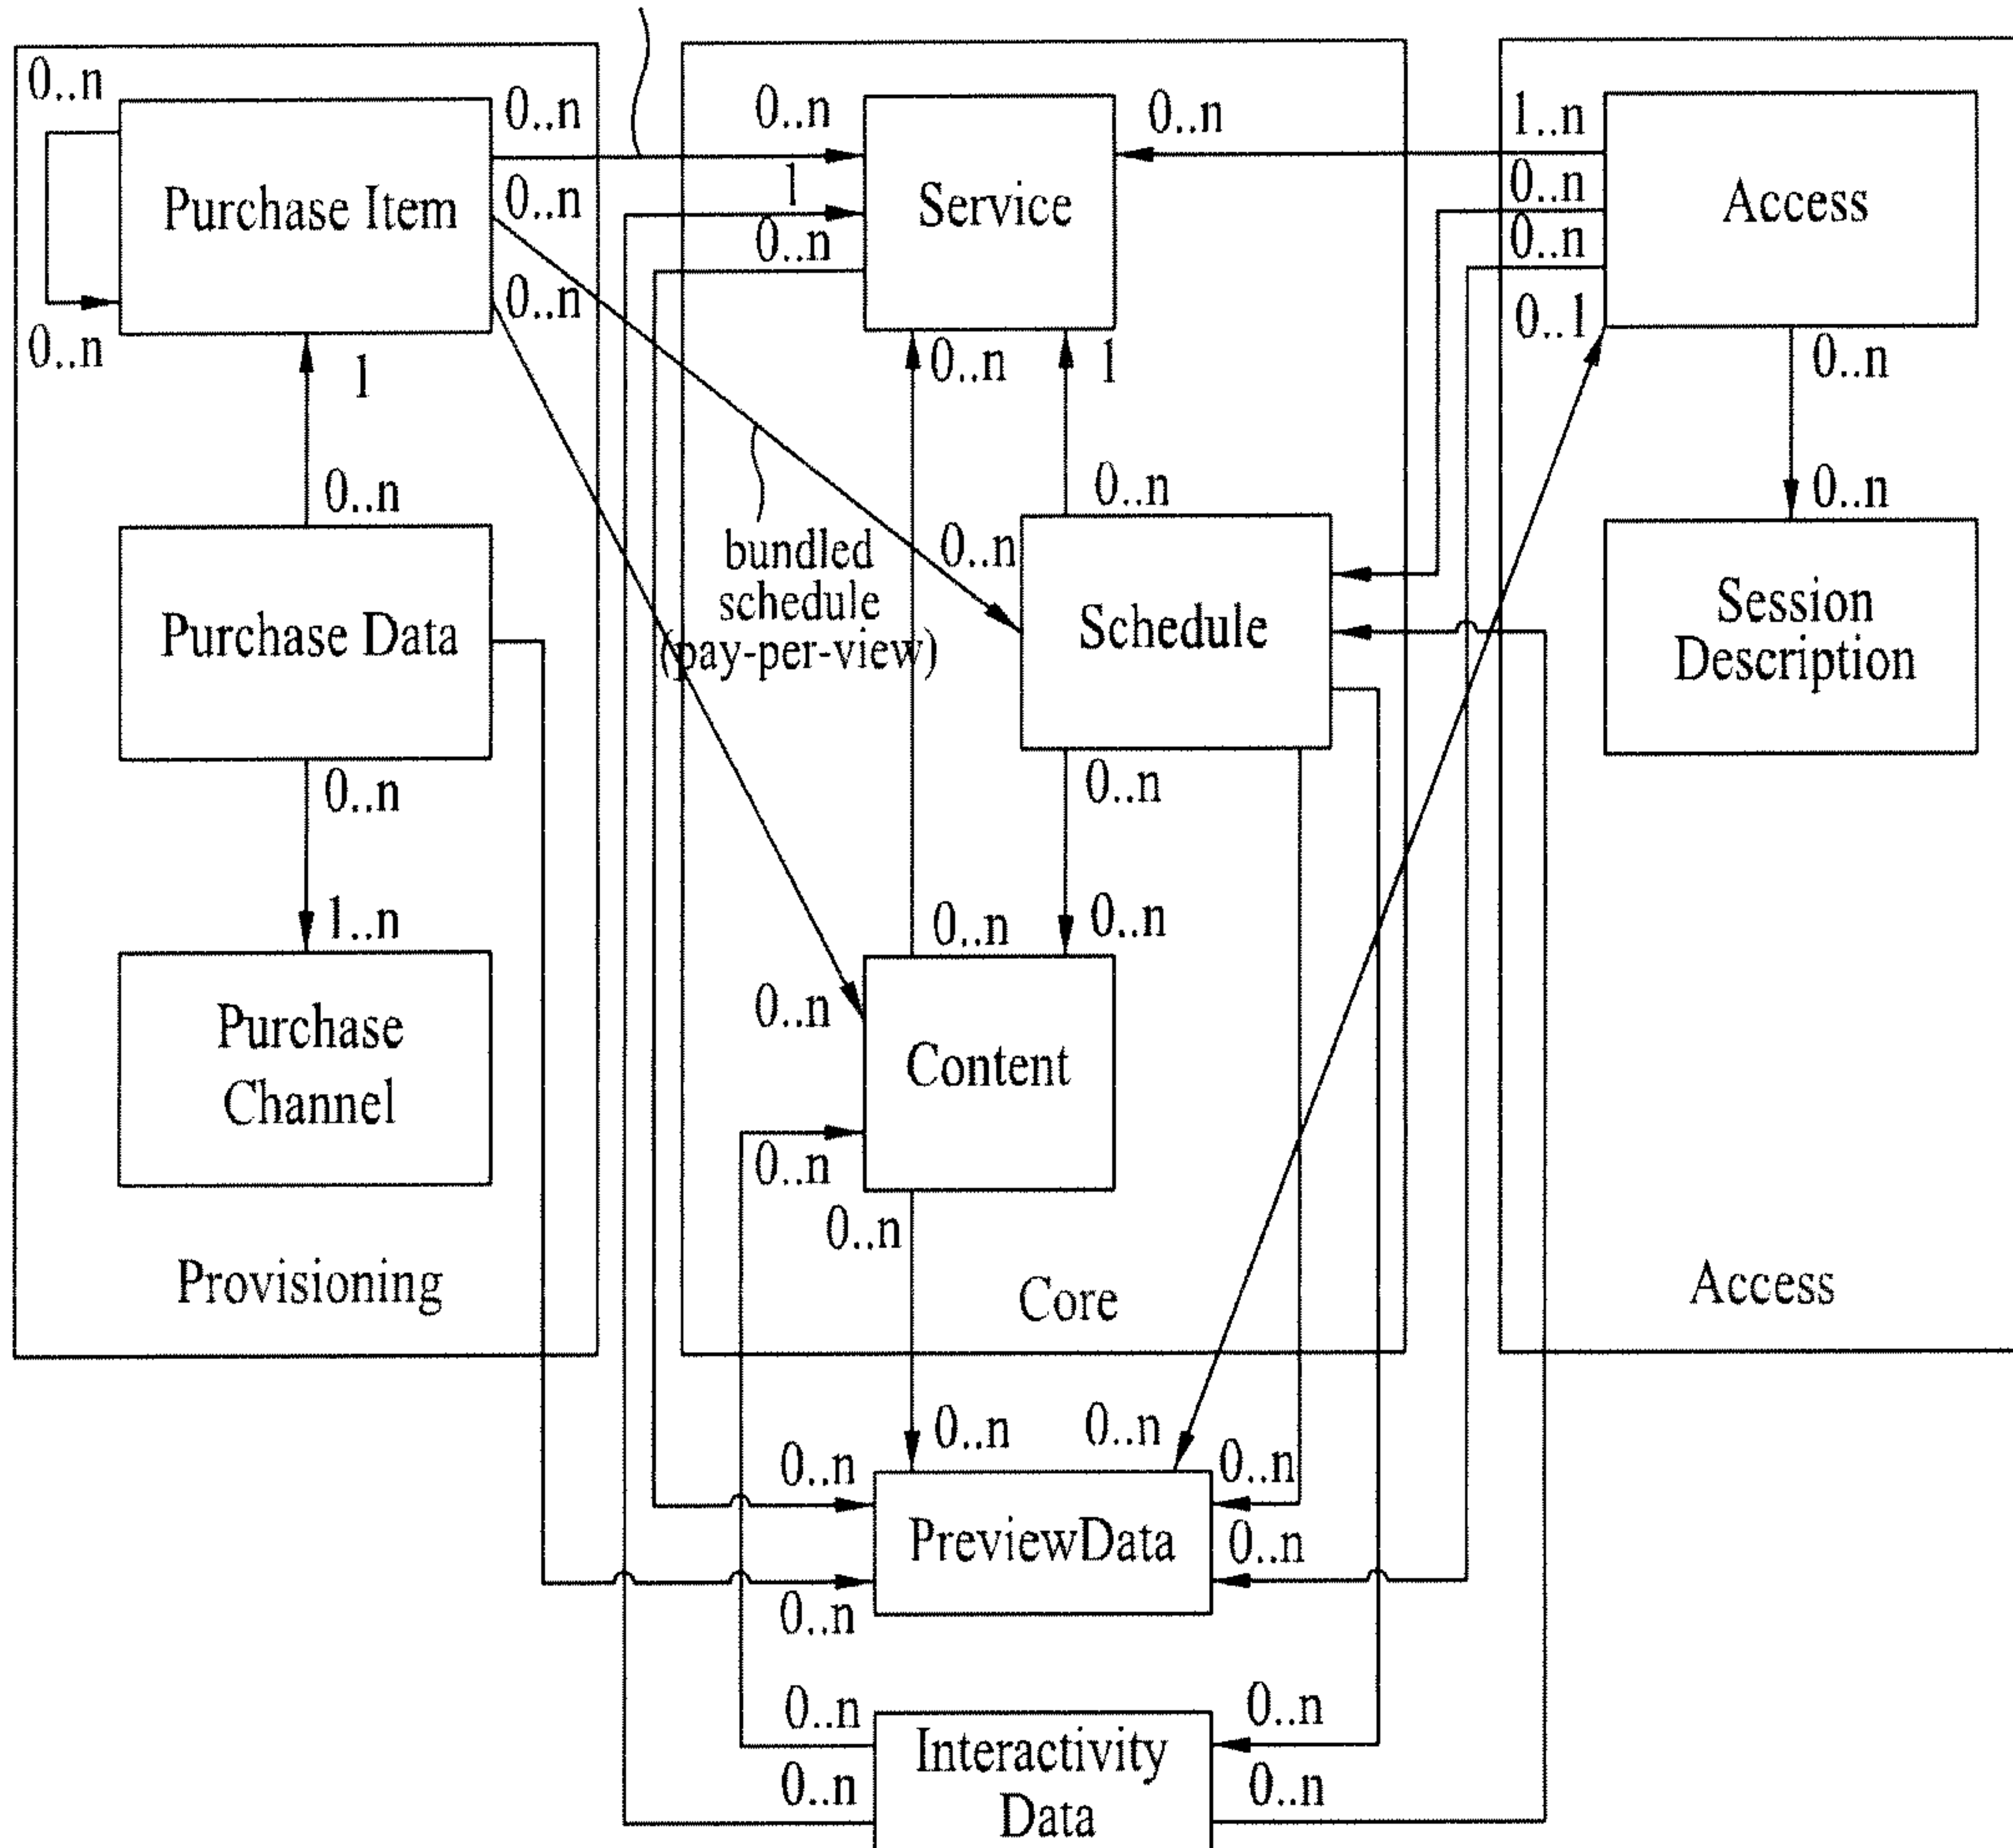 0..n
0..n
0..n
0..n
1..n
0..n
Purchase Item
0..n
1
0..n
Service
0..n
0..n
Access
0..n
0..n
0..n
0..1
1
0..n
1
0..n
0..n
0..n
0..n
bundled
schedule
(pay-per-view)
0..n
Purchase Data
Schedule
Session
Description
0..n
0..n
1..n
0..n
0..n
Purchase
Channel
0..n
Content
0..n
0..n
Provisioning
Core
Access
0..n
0..n
0..n
0..n
PreviewData
0..n
0..n
0..n
0..n
Interactivity
Data
0..n
0..n